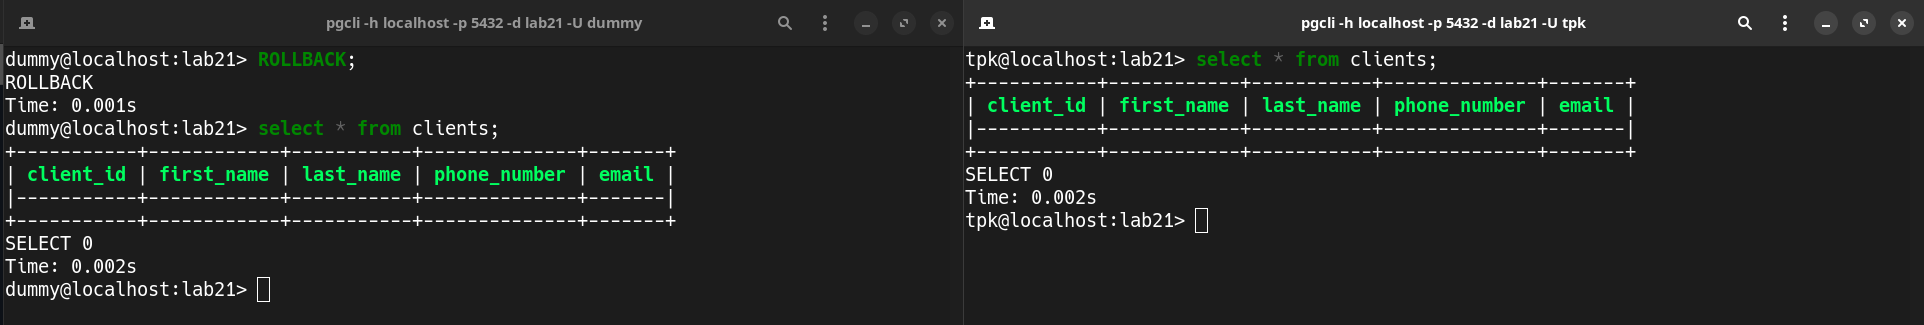 pgcli -h localhost -p 5432 -d lab21 -U dummy
dummy@localhost:lab21> ROLLBACK;
ROLLBACK
Time: 0.001s
dummy@localhost:lab21> select * from clients;
+-----------+------------+-----------+--------------+-------+
| client_id | first_name | last_name | phone_number | email |
|-----------+------------+-----------+--------------+-------|
+-----------+------------+-----------+--------------+-------+
SELECT 0
Time: 0.002s
dummy@localhost:lab21>
pgcli -h localhost -p 5432 -d lab21 -U tpk
tpk@localhost:lab21> select * from clients;
+-----------+------------+-----------+--------------+-------+
| client_id | first_name | last_name | phone_number | email |
|-----------+------------+-----------+--------------+-------|
+-----------+------------+-----------+--------------+-------+
SELECT 0
Time: 0.002s
tpk@localhost:lab21>